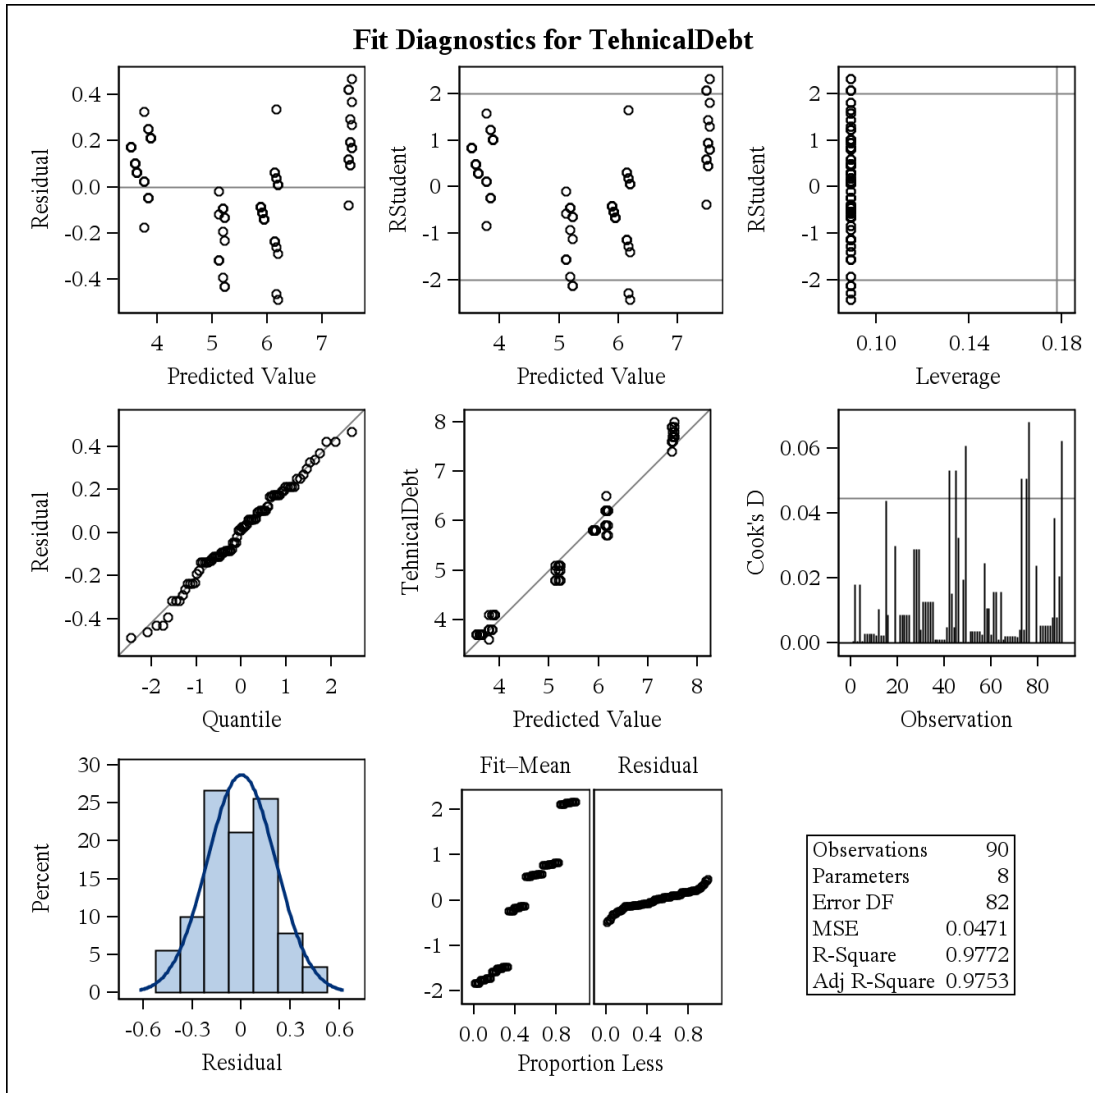 Fit Diagnostics for TehnicalDebt
0.4
0.2
0.0
-0.2
-0.4
Residual
4 5 6 7
Predicted Value
2
1
0
-1
-2
RStudent
4 5 6 7
Predicted Value
2
1
0
-1
-2
RStudent
0.10 0.14 0.18
Leverage
0.4
0.2
0.0
-0.2
-0.4
Residual
-2 -1 0 1 2
Quantile
8
7
6
5
4
TehnicalDebt
4 5 6 7 8
Predicted Value
0.06
0.04
0.02
0.00
Cook's D
0 20 40 60 80
Observation
30
25
20
15
10
5
0
Percent
-0.6 -0.3 0 0.3 0.6
Residual
Fit–Mean Residual
2
1
0
-1
-2
0.0 0.4 0.8 0.0 0.4 0.8
Proportion Less
Observations 90
Parameters 8
Error DF 82
MSE 0.0471
R-Square 0.9772
Adj R-Square 0.9753